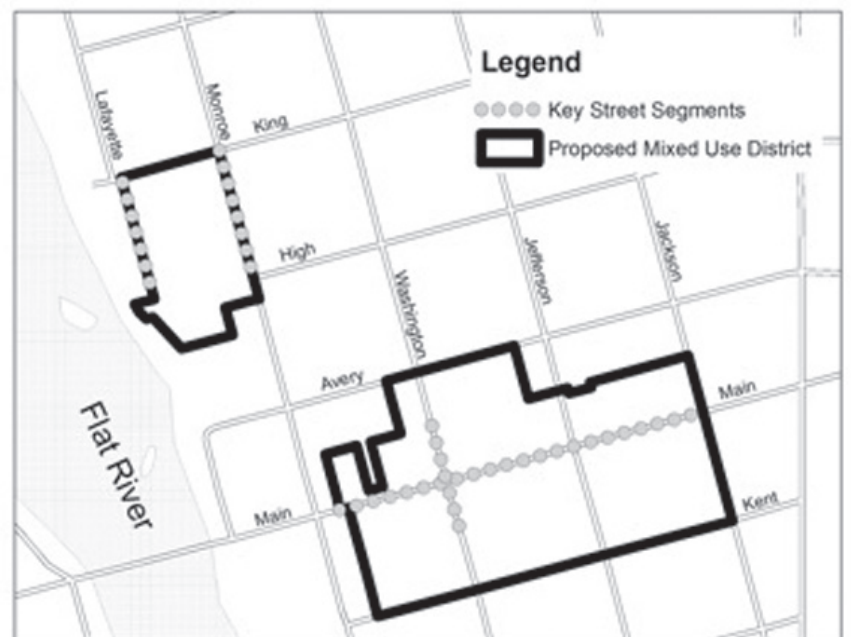 Legend
Key Street Segments
Proposed Mixed Use District
Lafayette
Monroe
King
High
Washington
Jefferson
Jackson
Avery
Main
Flat River
Main
Kent